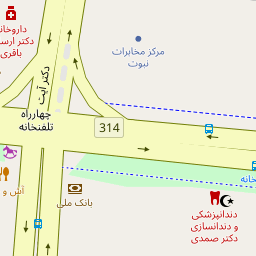 داروخانه
دکتر ارس
باقری
مرکز مخابرات
نبوت
دکتر آیت
چهارراه
تلفنخانه
314
خانه
آش و
بانک ملی
دندانپزشکی
و دندانسازی
دکتر صمدی